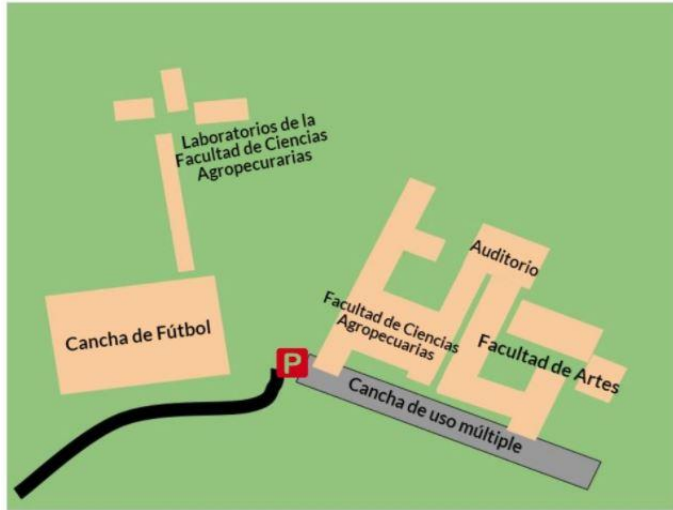 Laboratorios de la
Facultad de Ciencias
Agropecurarias
Auditorio
Cancha de Fútbol
Facultad de Ciencias
Agropecuarias
Facultad de Artes
P
Cancha de uso múltiple